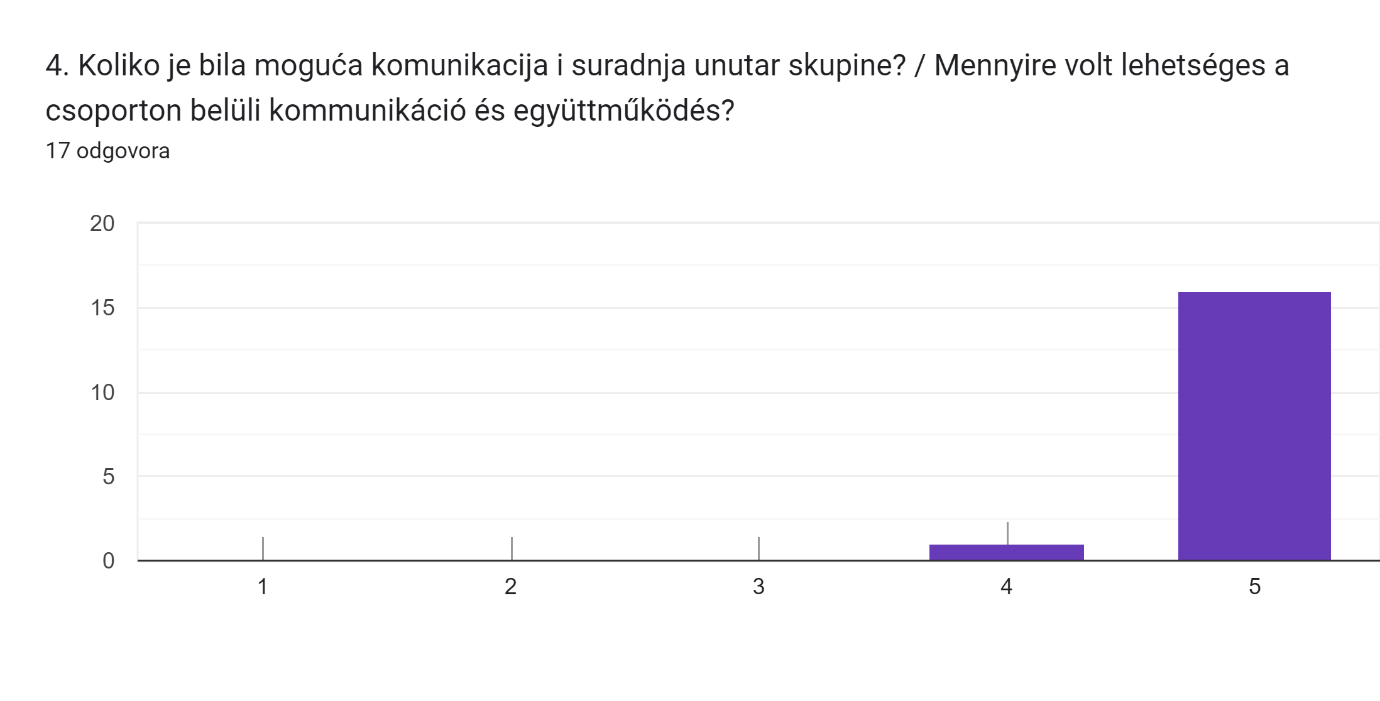 4. Koliko je bila moguća komunikacija i suradnja unutar skupine? / Mennyire volt lehetséges a
csoporton belüli kommunikáció és együttműködés?
17 odgovora
20
15
10
5
0
1 2 3 4 5